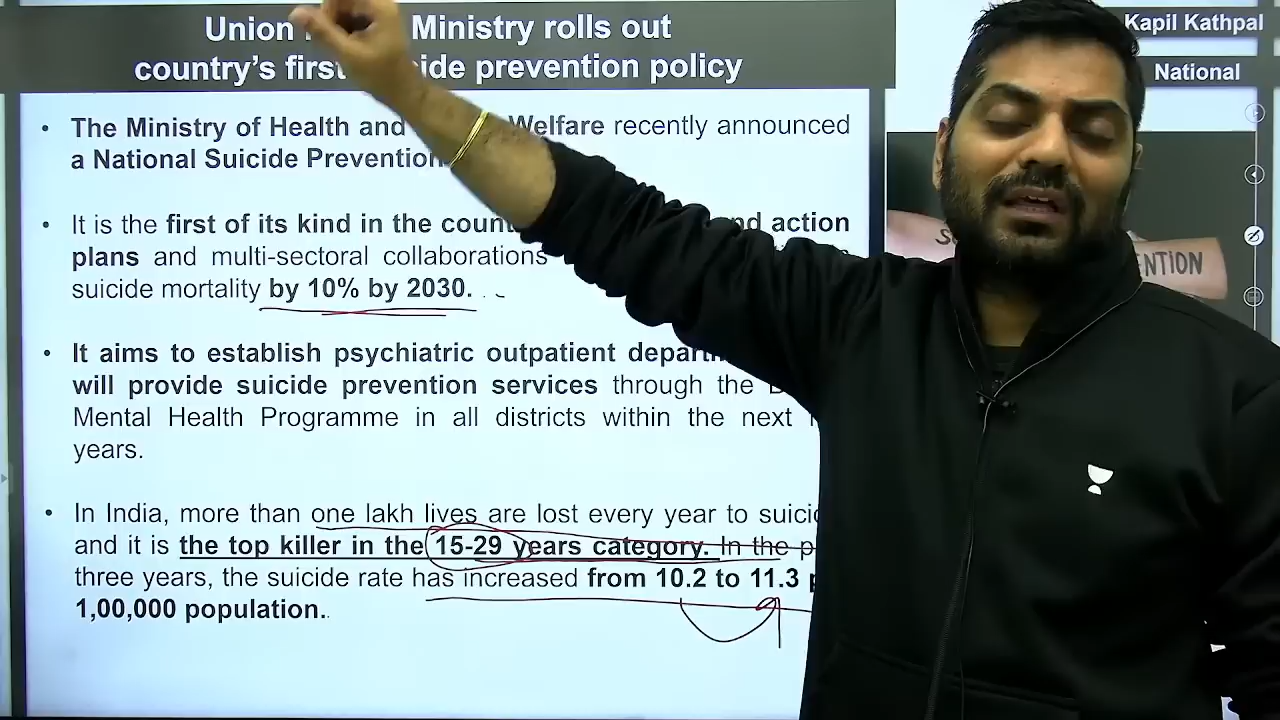 Union Ministry rolls out
country's first ide prevention policy
Kapil Kathpal
National
• The Ministry of Health and Welfare recently announced
a National Suicide Prevention
• It is the first of its kind in the coun nd action
plans and multi-sectoral collaborations
suicide mortality by 10% by 2030.
• It aims to establish psychiatric outpatient departm
will provide suicide prevention services through the
Mental Health Programme in all districts within the next
years.
• In India, more than one lakh lives are lost every year to suici
and it is the top killer in the 15-29 years category. In the p
three years, the suicide rate has increased from 10.2 to 11.3 p
1,00,000 population.
NTION